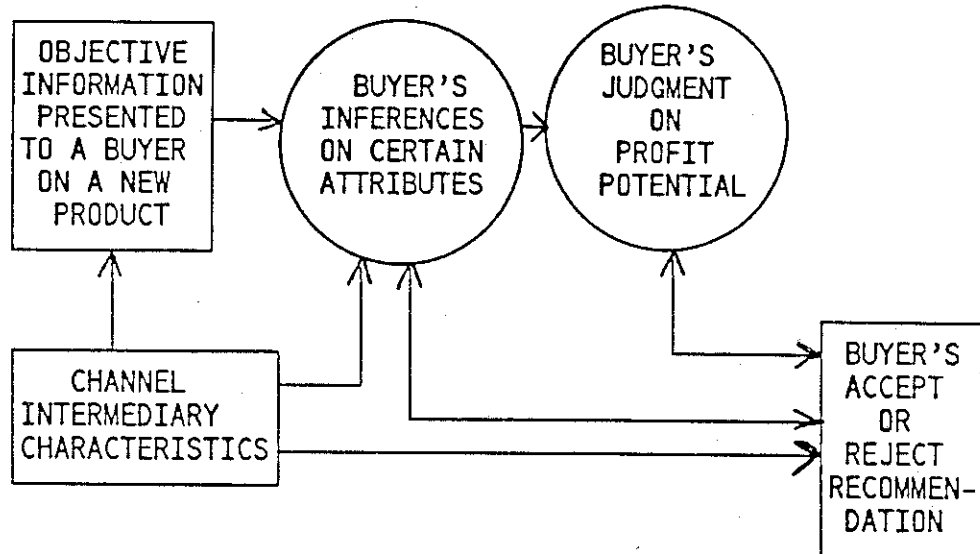 OBJECTIVE
INFORMATION
PRESENTED
TO A BUYER
ON A NEW
PRODUCT
BUYER'S
INFERENCES
ON CERTAIN
ATTRIBUTES
BUYER'S
JUDGMENT
ON
PROFIT
POTENTIAL
CHANNEL
INTERMEDIARY
CHARACTERISTICS
BUYER'S
ACCEPT
OR
REJECT
RECOMMEN-
DATION